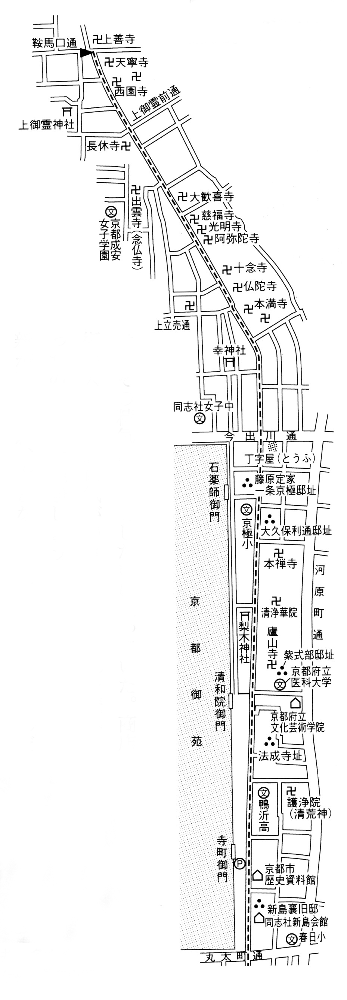 上善寺
鞍馬口通
天寧寺
西園寺
上御霊前通
上御霊神社
長休寺
大歓喜寺
出雲寺(念仏寺)
京都成安
女子学園
慈福寺
光明寺
阿弥陀寺
十念寺
仏陀寺
本満寺
上立売通
幸神社
同志社女子中
文
今出川通
丁字屋(とうふ)
石薬師御門
藤原定家
一条京極邸址
文
京極小
大久保利通邸址
本禅寺
河原町通
京都御苑
清浄華院
梨木神社
廬山寺
紫式部邸址
京都府立
医科大学
文
清和院御門
京都府立
文化芸術学院
法成寺址
文
鴨沂高
護浄院
(清荒神)
寺町御門
P
京都市
歴史資料館
新島襄旧邸
同志社新島会館
文
春日小
丸太町通
文